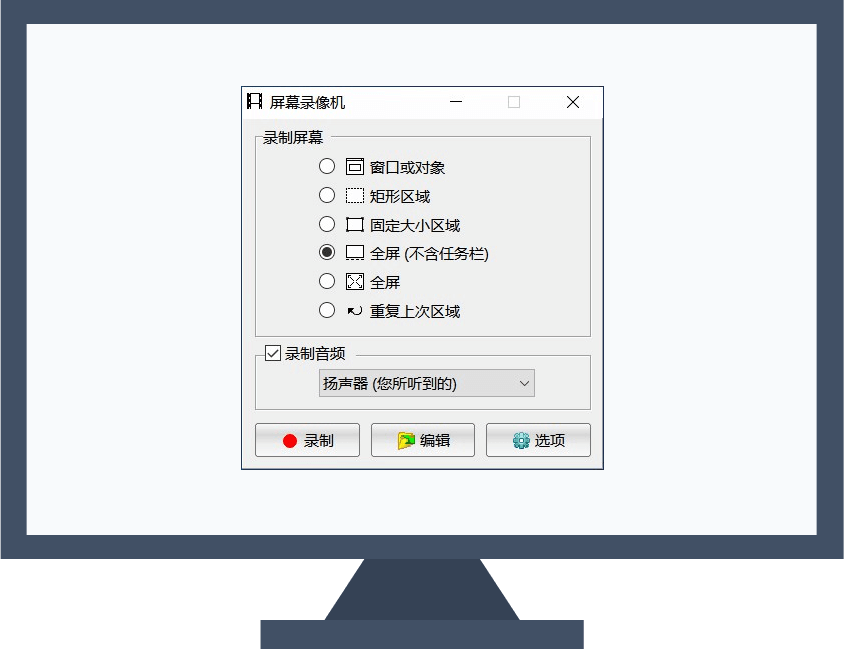 屏幕录像机
录制屏幕
窗口或对象
矩形区域
固定大小区域
全屏 (不含任务栏)
全屏
重复上次区域
录制音频
扬声器 (您所听到的)
录制 编辑 选项